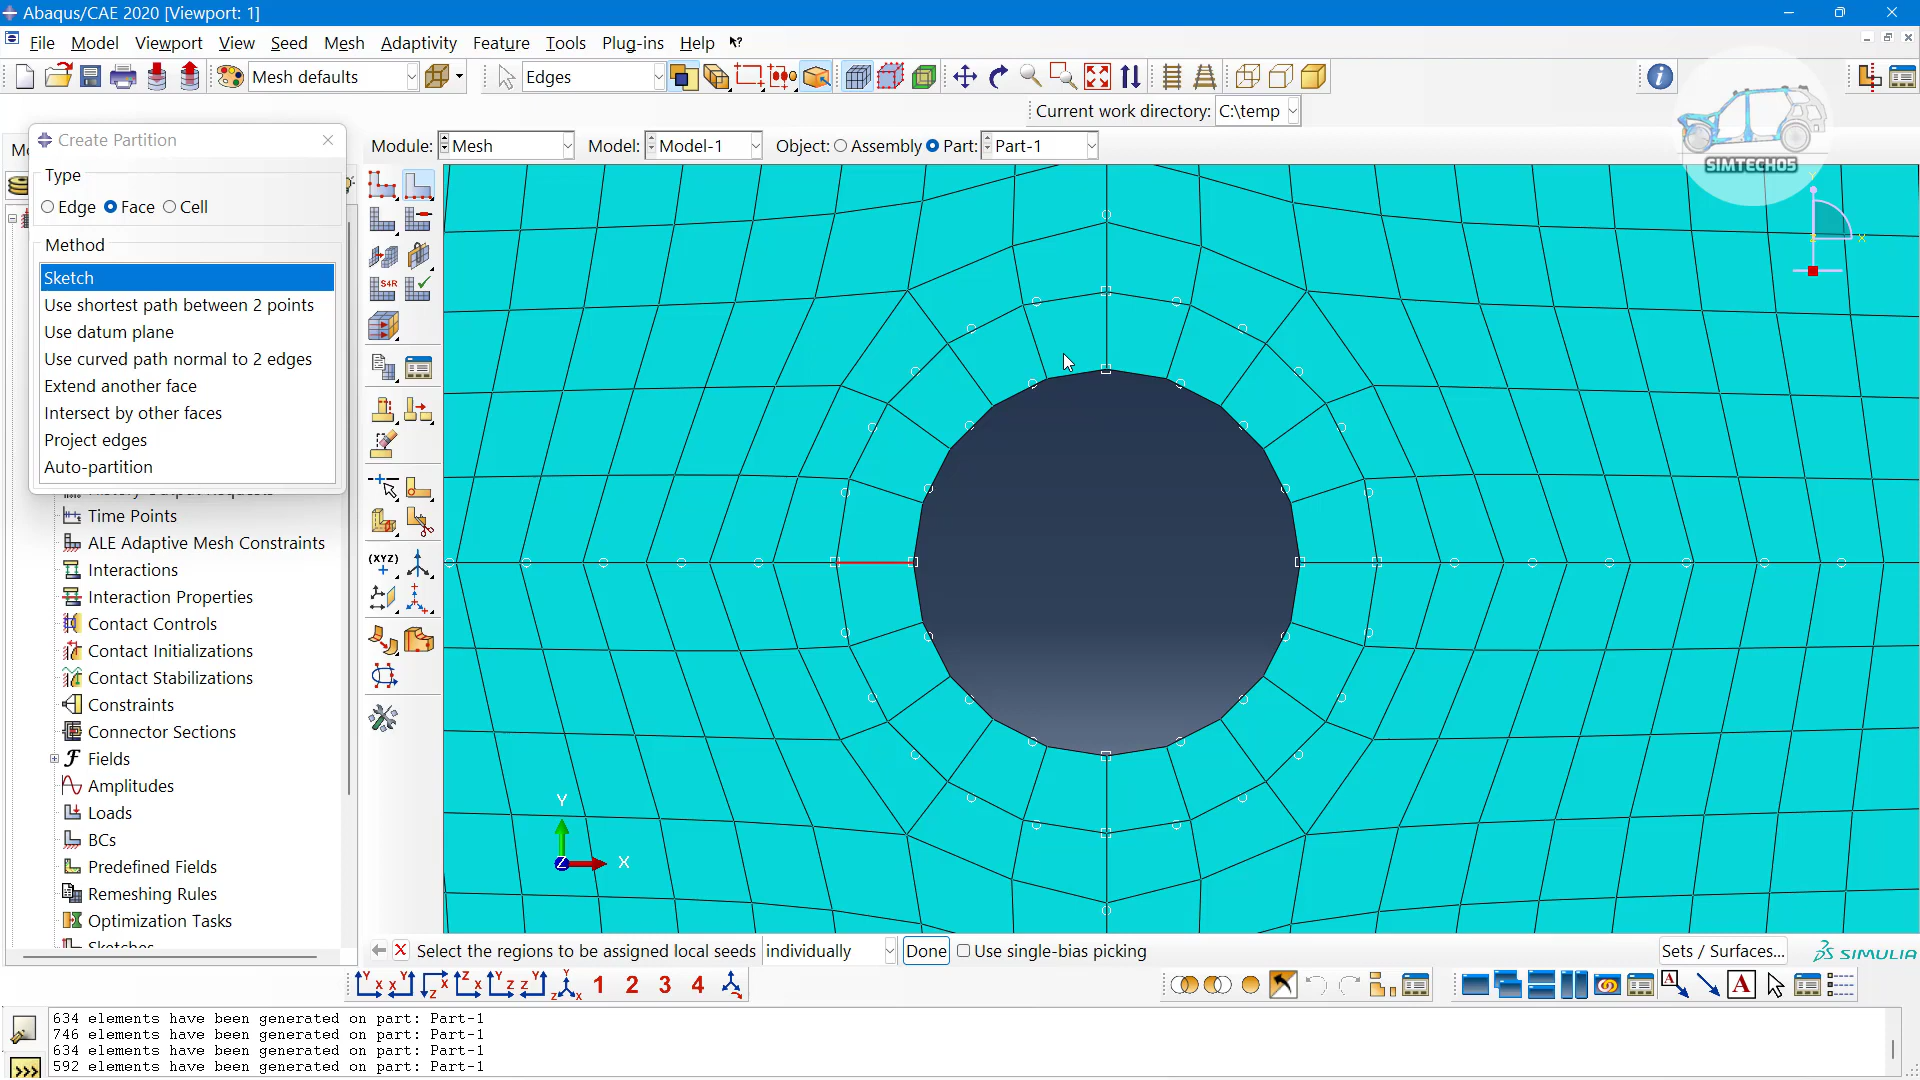 Abaqus/CAE 2020 [Viewport: 1]
File Model Viewport View Seed Mesh Adaptivity Feature Tools Plug-ins Help
Mesh defaults
Edges
Current work directory: C:\temp
SIMTECH05
Create Partition
Module: Mesh Model: Model-1 Object: Assembly Part: Part-1
Type
Edge Face Cell
Method
Sketch
Use shortest path between 2 points
Use datum plane
Use curved path normal to 2 edges
Extend another face
Intersect by other faces
Project edges
Auto-partition
Time Points
ALE Adaptive Mesh Constraints
Interactions
Interaction Properties
Contact Controls
Contact Initializations
Contact Stabilizations
Constraints
Connector Sections
Fields
Amplitudes
Loads
BCs
Predefined Fields
Remeshing Rules
Optimization Tasks
Sketches
S4R
(XYZ)
Y
X
Z
Select the regions to be assigned local seeds individually Done Use single-bias picking
Sets / Surfaces...
SIMULIA
1 2 3 4
634 elements have been generated on part: Part-1
746 elements have been generated on part: Part-1
634 elements have been generated on part: Part-1
592 elements have been generated on part: Part-1